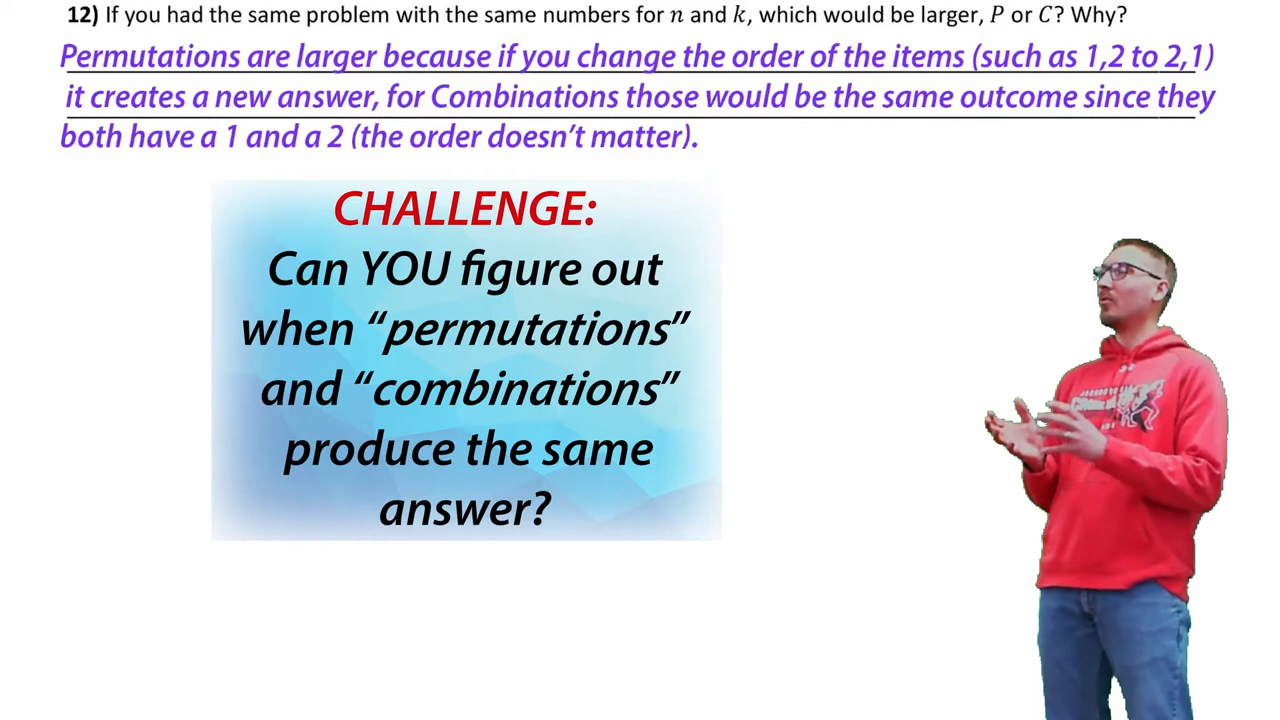 12) If you had the same problem with the same numbers for n and k, which would be larger, P or C? Why?
Permutations are larger because if you change the order of the items (such as 1,2 to 2,1)
it creates a new answer, for Combinations those would be the same outcome since they
both have a 1 and a 2 (the order doesn’t matter).
CHALLENGE:
Can YOU figure out
when “permutations”
and “combinations”
produce the same
answer?